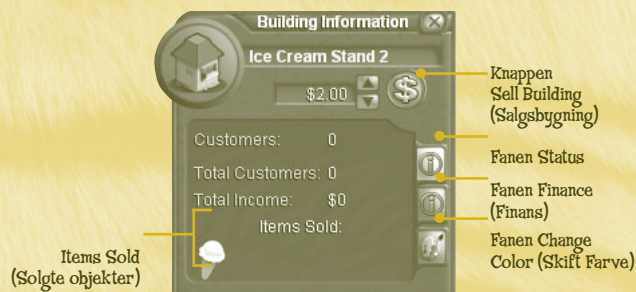 Building Information
Ice Cream Stand 2
$2.00
Customers: 0
Total Customers: 0
Total Income: $0
Items Sold:
Knappen
Sell Building
(Salgsbygning)
Fanen Status
Fanen Finance
(Finans)
Fanen Change
Color (Skift Farve)
Items Sold
(Solgte objekter)